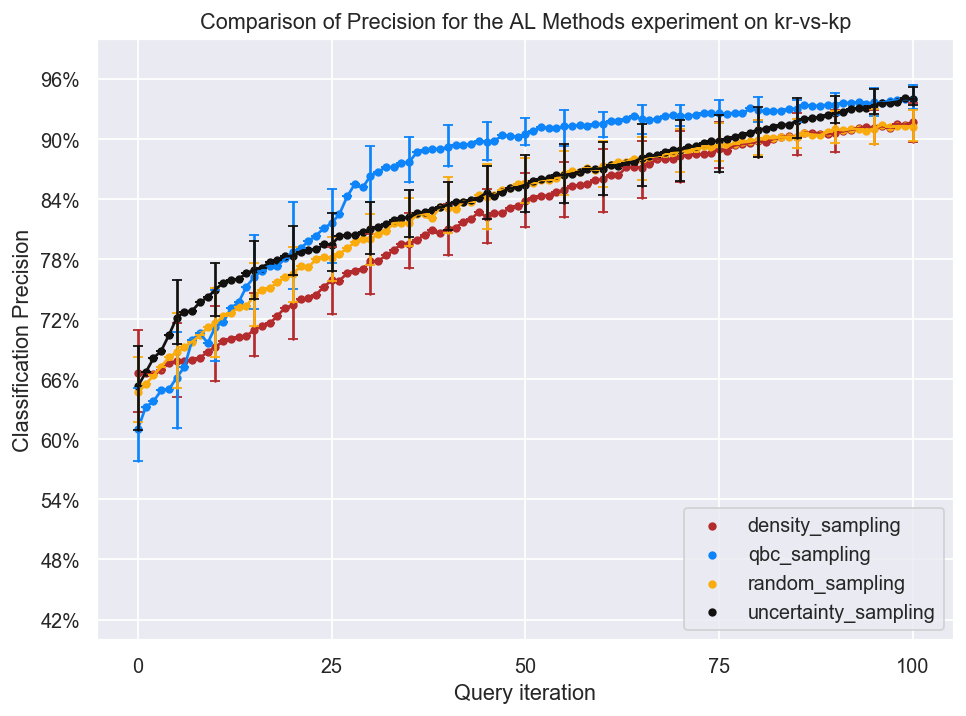 Comparison of Precision for the AL Methods experiment on kr-vs-kp
96%
90%
84%
78%
72%
66%
60%
54%
48%
42%
Classification Precision
density_sampling
qbc_sampling
random_sampling
uncertainty_sampling
0 25 50 75 100
Query iteration